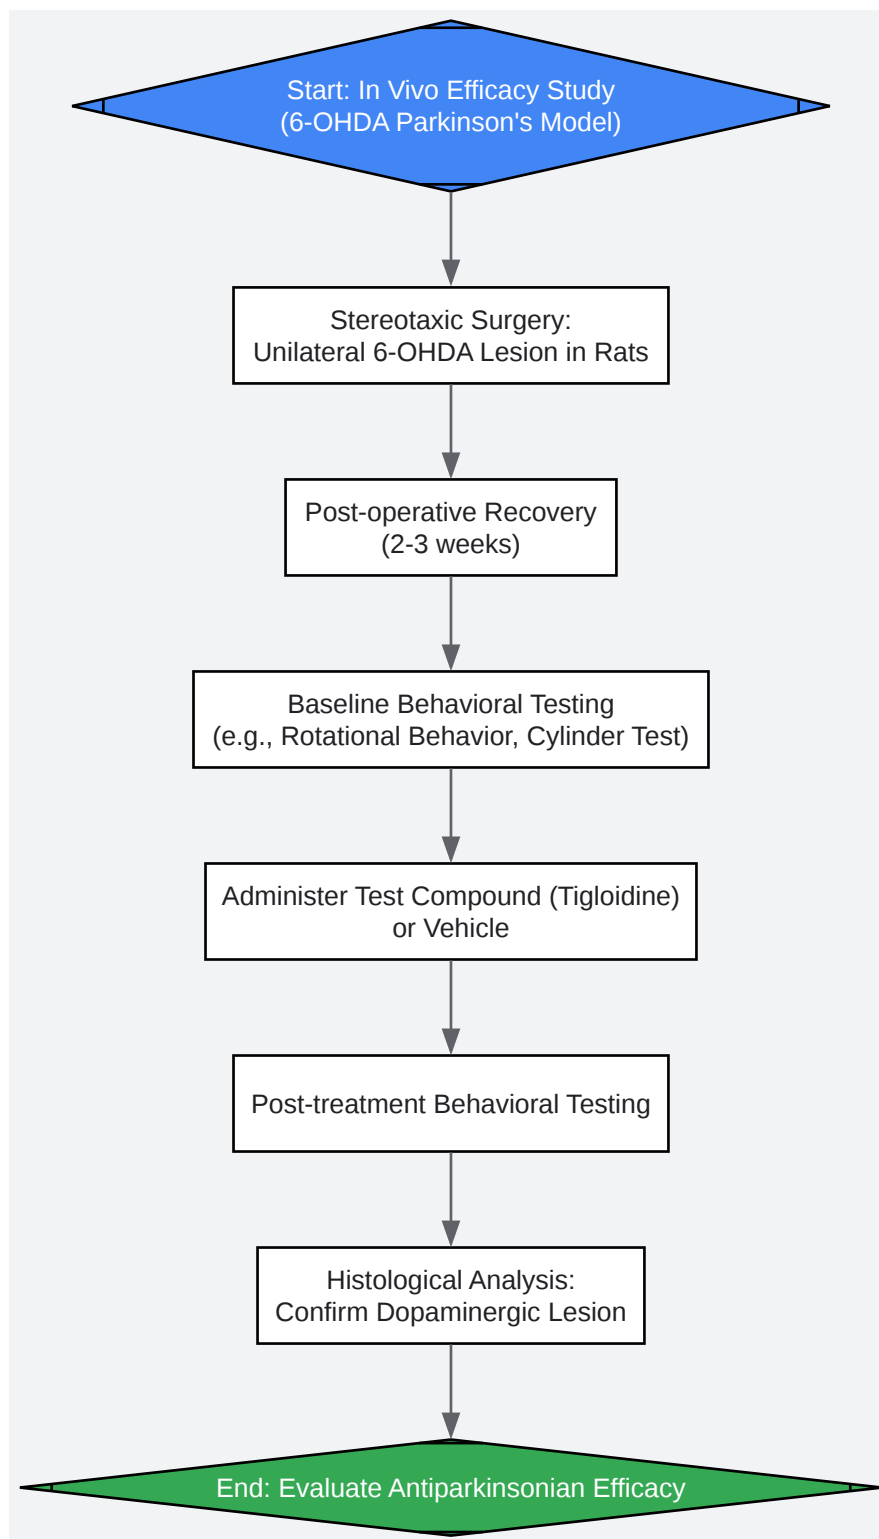 Start: In Vivo Efficacy Study
(6-OHDA Parkinson's Model)
Stereotaxic Surgery:
Unilateral 6-OHDA Lesion in Rats
Post-operative Recovery
(2-3 weeks)
Baseline Behavioral Testing
(e.g., Rotational Behavior, Cylinder Test)
Administer Test Compound (Tigloidine)
or Vehicle
Post-treatment Behavioral Testing
Histological Analysis:
Confirm Dopaminergic Lesion
End: Evaluate Antiparkinsonian Efficacy